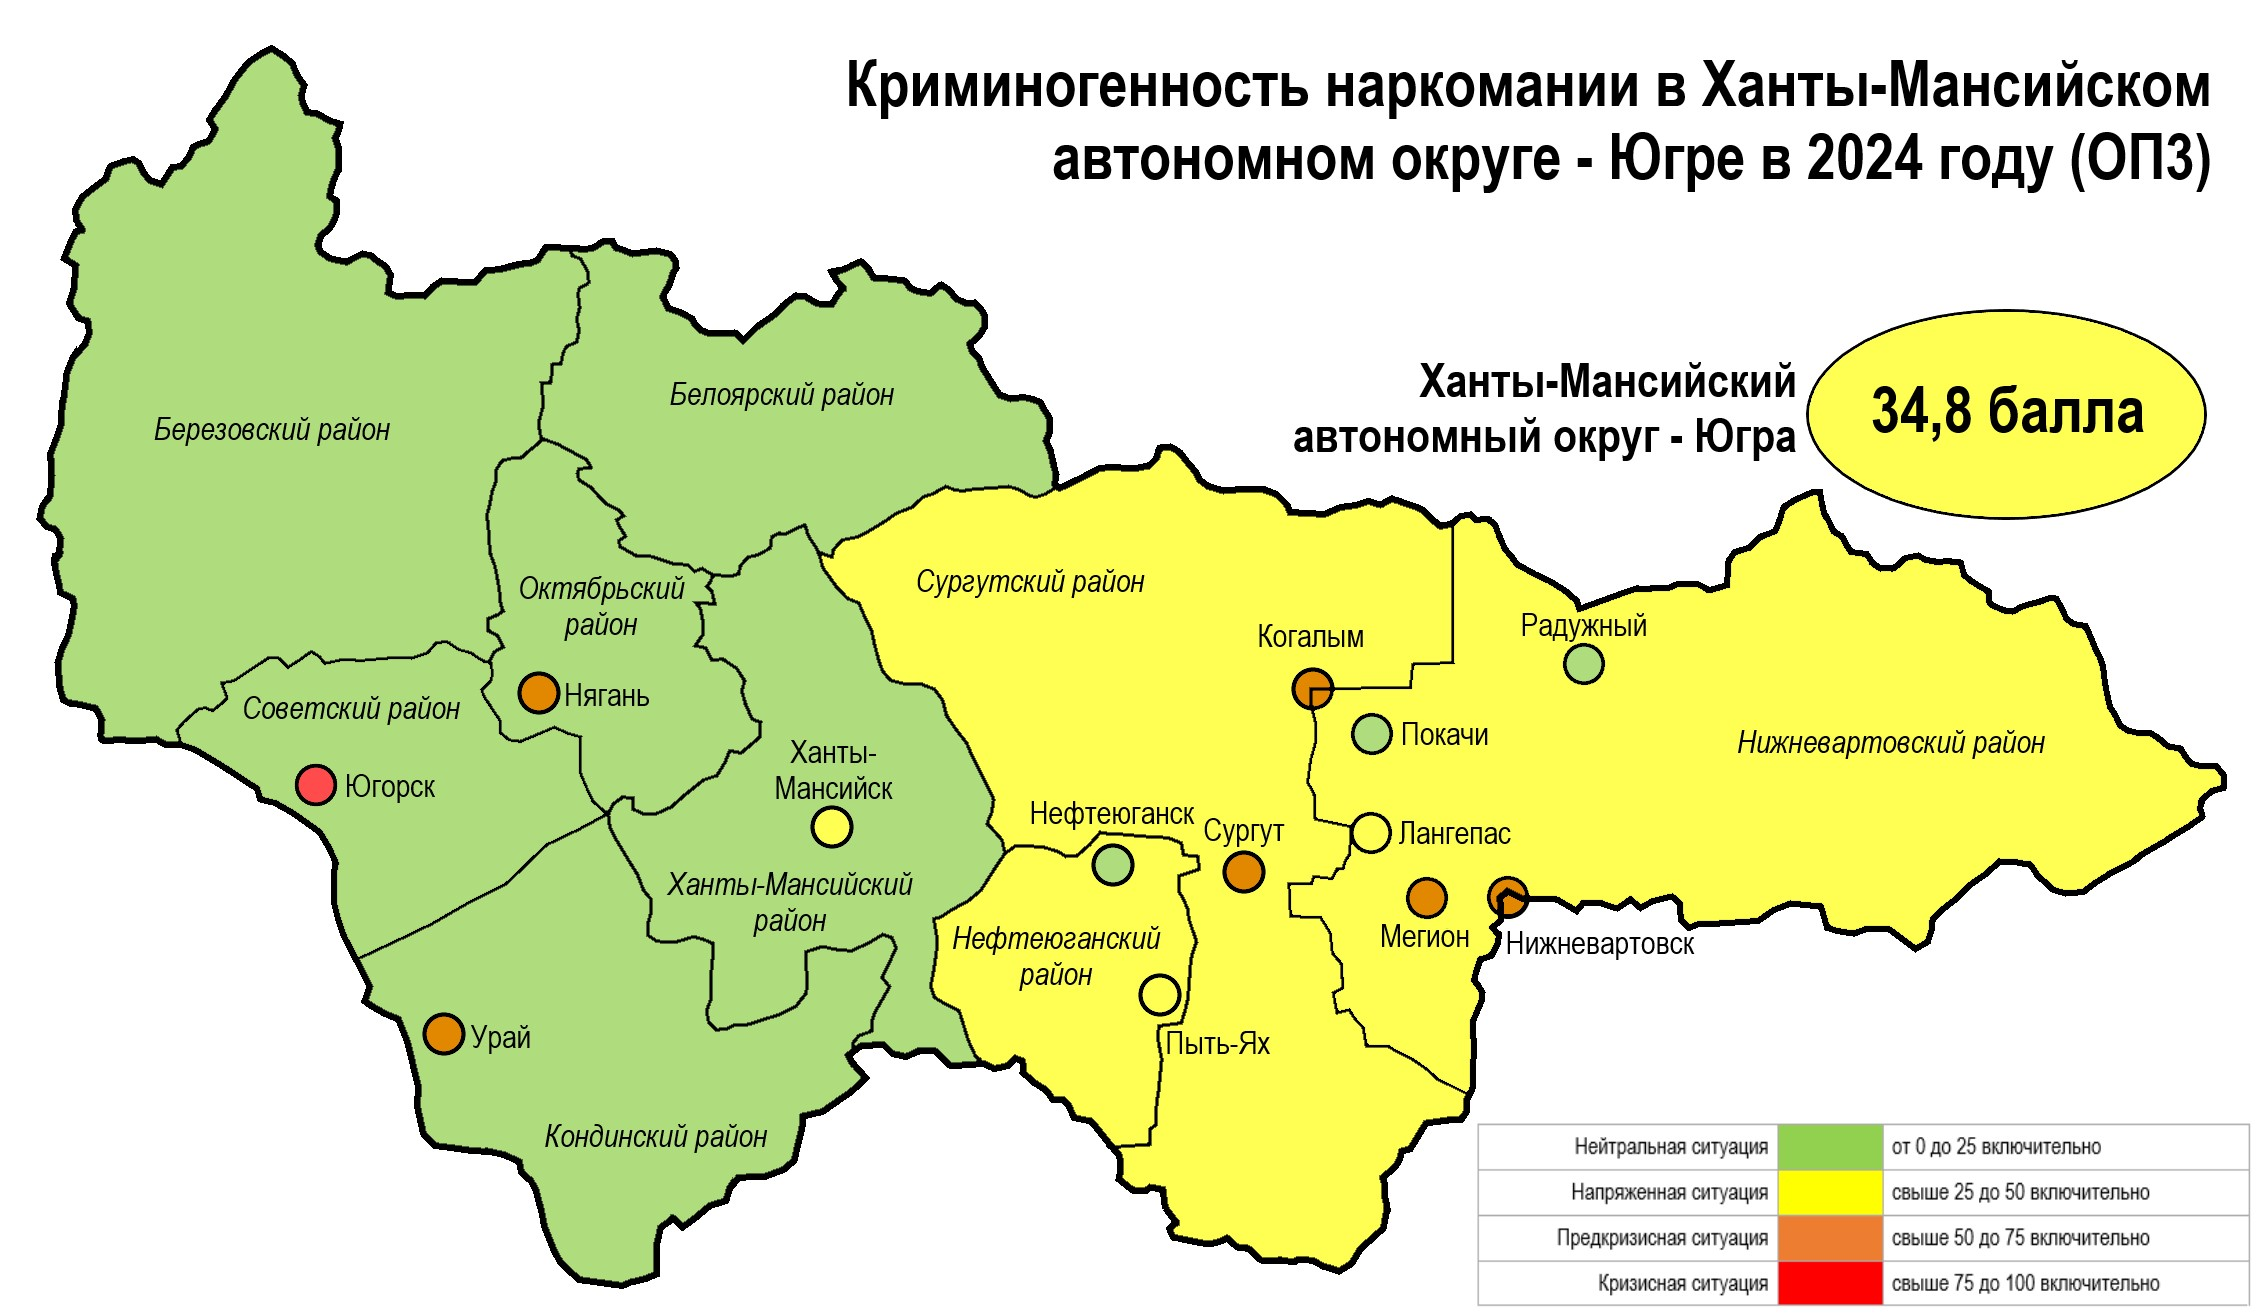 Криминогенность наркомании в Ханты-Мансийском
автономном округе - Югре в 2024 году (ОП3)
Ханты-Мансийский
автономный округ - Югра
34,8 балла
Березовский район
Белоярский район
Октябрьский
район
Сургутский район
Когалым
Радужный
Нягань
Советский район
Югорск
Ханты-
Мансийск
Покачи
Нижневартовский район
Нефтеюганск
Сургут
Лангепас
Ханты-Мансийский
район
Нефтеюганский
район
Мегион
Нижневартовск
Урай
Пыть-Ях
Кондинский район
Нейтральная ситуация от 0 до 25 включительно
Напряженная ситуация свыше 25 до 50 включительно
Предкризисная ситуация свыше 50 до 75 включительно
Кризисная ситуация свыше 75 до 100 включительно